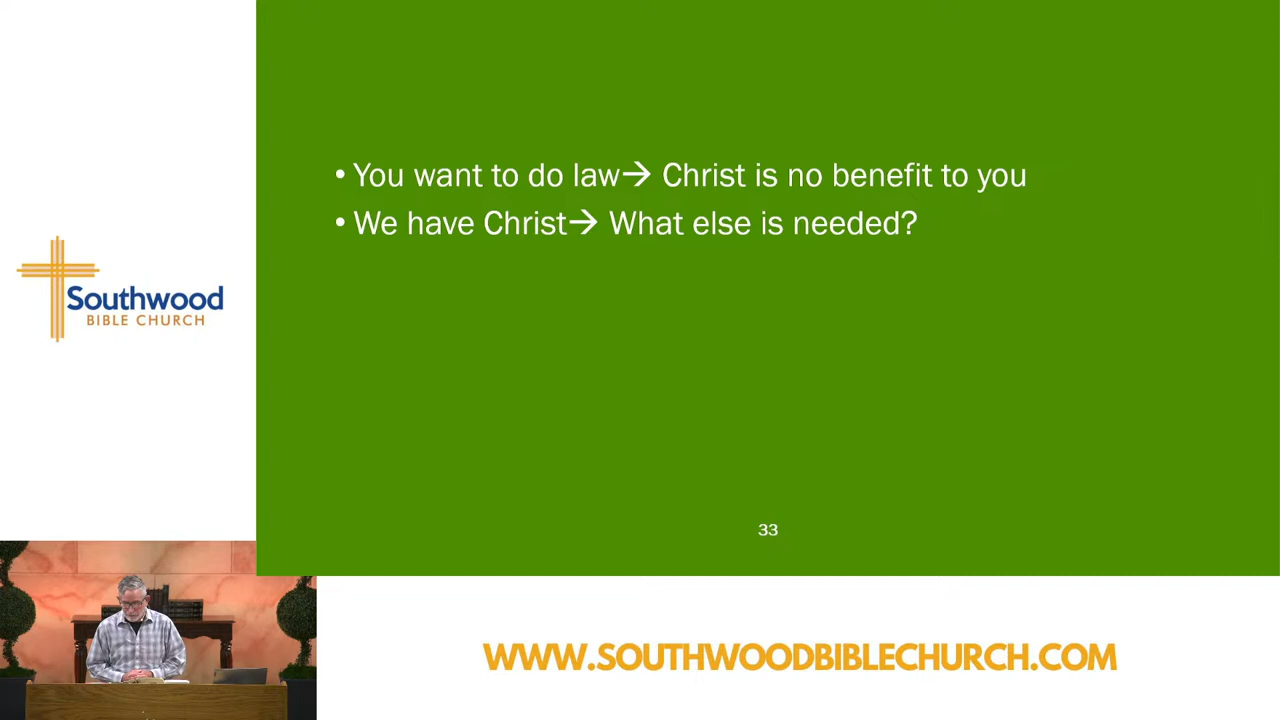 • You want to do law→ Christ is no benefit to you
• We have Christ→ What else is needed?
Southwood
BIBLE CHURCH
33
WWW.SOUTHWOODBIBLECHURCH.COM